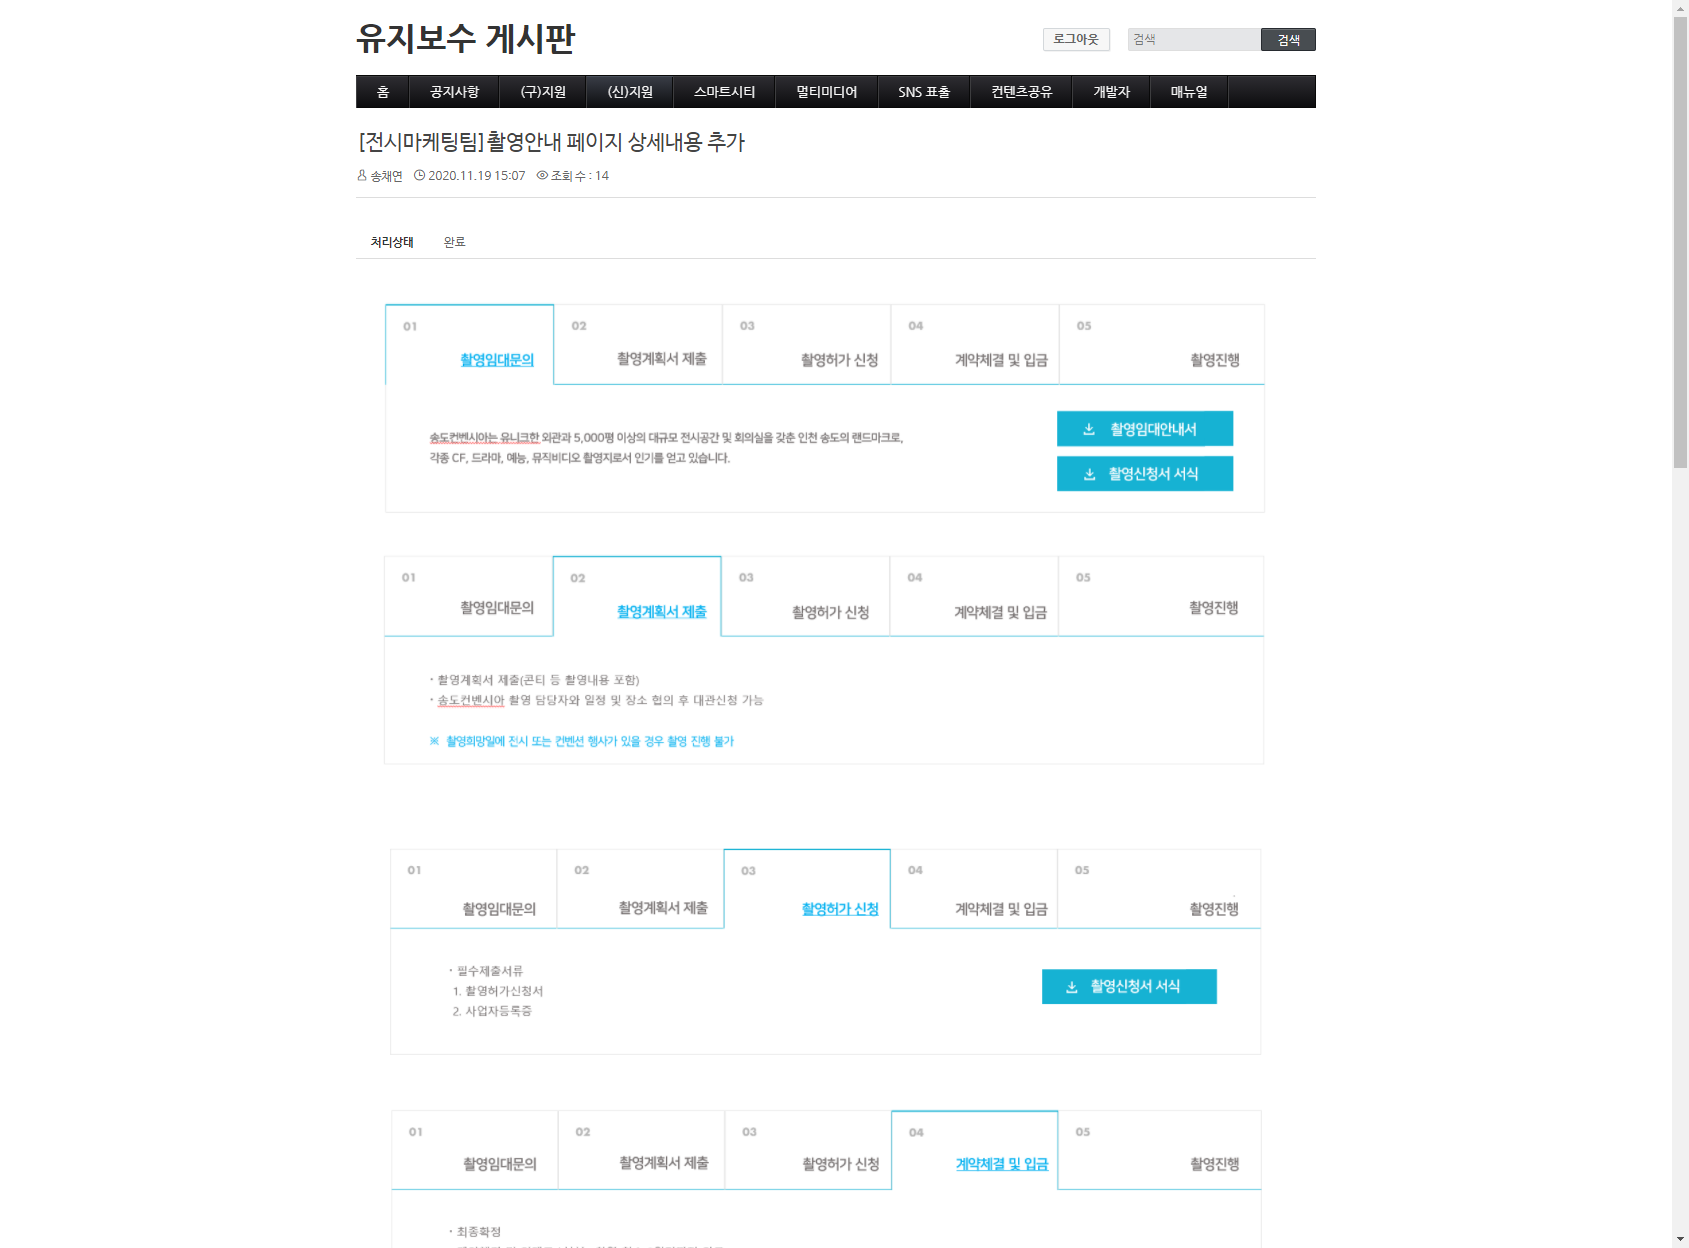 유지보수 게시판
로그아웃 검색 검색
홈 공지사항 (구)지원 (신)지원 스마트시티 멀티미디어 SNS 표출 컨텐츠공유 개발자 매뉴얼
[전시마케팅팀]촬영안내 페이지 상세내용 추가
송채연 2020.11.19 15:07 조회 수 : 14
처리상태 완료
01 02 03 04 05
촬영임대문의 촬영계획서 제출 촬영허가 신청 계약체결 및 입금 촬영진행
촬영임대안내서
송도컨벤시아는 유니크한 외관과 5,000평 이상의 대규모 전시공간 및 회의실을 갖춘 인천 송도의 랜드마크로,
각종 CF, 드라마, 예능, 뮤직비디오 촬영지로서 인기를 얻고 있습니다.
촬영신청서 서식
01 02 03 04 05
촬영임대문의 촬영계획서 제출 촬영허가 신청 계약체결 및 입금 촬영진행
· 촬영계획서 제출(콘티 등 촬영내용 포함)
· 송도컨벤시아 촬영 담당자와 일정 및 장소 협의 후 대관신청 가능
※ 촬영희망일에 전시 또는 컨벤션 행사가 있을 경우 촬영 진행 불가
01 02 03 04 05
촬영임대문의 촬영계획서 제출 촬영허가 신청 계약체결 및 입금 촬영진행
· 필수제출서류
촬영신청서 서식
1. 촬영허가신청서
2. 사업자등록증
01 02 03 04 05
촬영임대문의 촬영계획서 제출 촬영허가 신청 계약체결 및 입금 촬영진행
· 최종확정